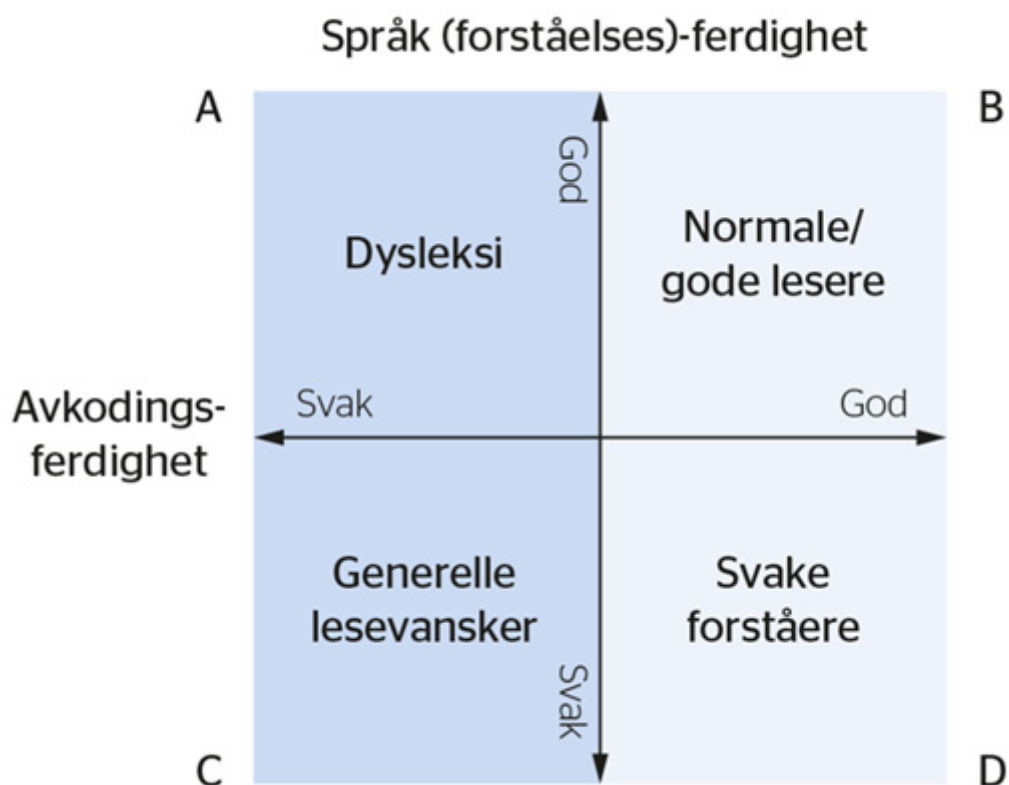 Språk (forståelses)-ferdighet
A
B
God
Dysleksi
Normale/
gode lesere
Avkodings-
ferdighet
Svak
God
Generelle
lesevansker
Svake
forståere
Svak
C
D